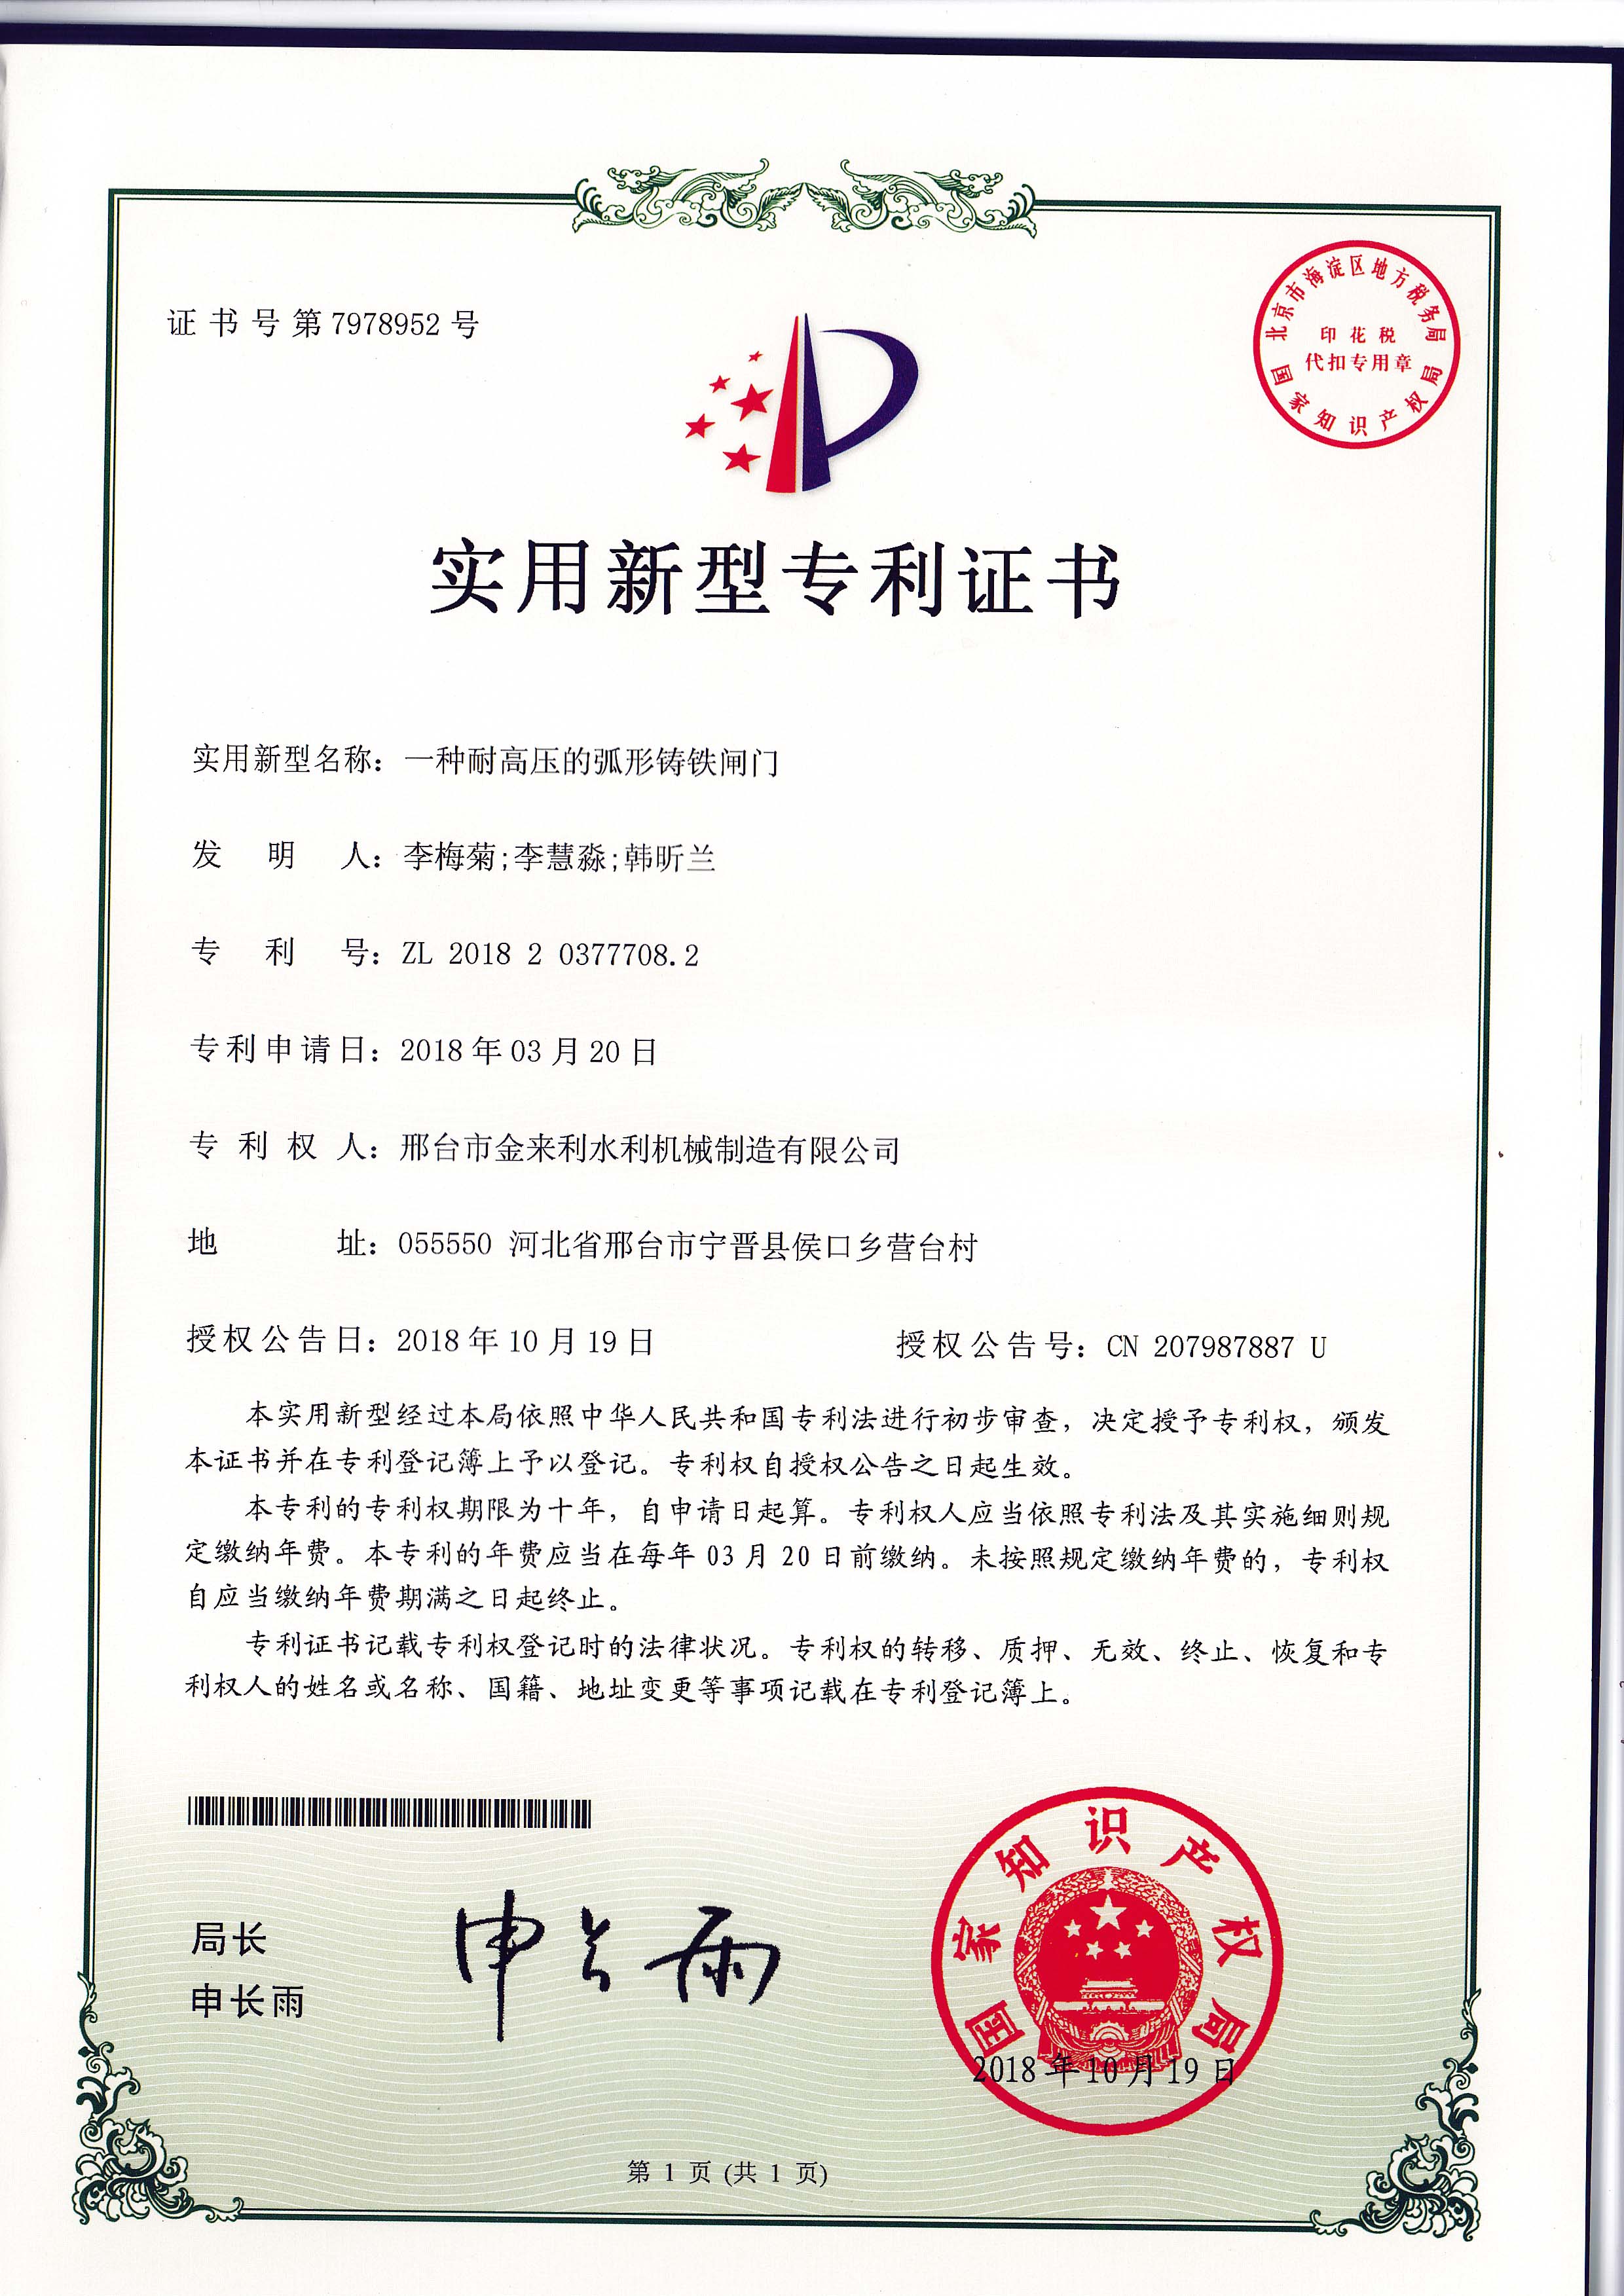 证书号第7978952号
北京市海淀区地方税务局
印花税
代扣专用章
国家知识产权局
实用新型专利证书
实用新型名称：一种耐高压的弧形铸铁闸门
发明人：李梅菊;李慧淼;韩昕兰
专利号：ZL 2018 2 0377708.2
专利申请日：2018年03月20日
专利权人：邢台市金来利水利机械制造有限公司
地址：055550 河北省邢台市宁晋县侯口乡营台村
授权公告日：2018年10月19日 授权公告号：CN 207987887 U
本实用新型经过本局依照中华人民共和国专利法进行初步审查，决定授予专利权，颁发
本证书并在专利登记簿上予以登记。专利权自授权公告之日起生效。
本专利的专利权期限为十年，自申请日起算。专利权人应当依照专利法及其实施细则规
定缴纳年费。本专利的年费应当在每年03月20日前缴纳。未按照规定缴纳年费的，专利权
自应当缴纳年费期满之日起终止。
专利证书记载专利权登记时的法律状况。专利权的转移、质押、无效、终止、恢复和专
利权人的姓名或名称、国籍、地址变更等事项记载在专利登记簿上。
局长
申长雨
申长雨
国家知识产权局
2018年10月19日
第 1 页 (共 1 页)